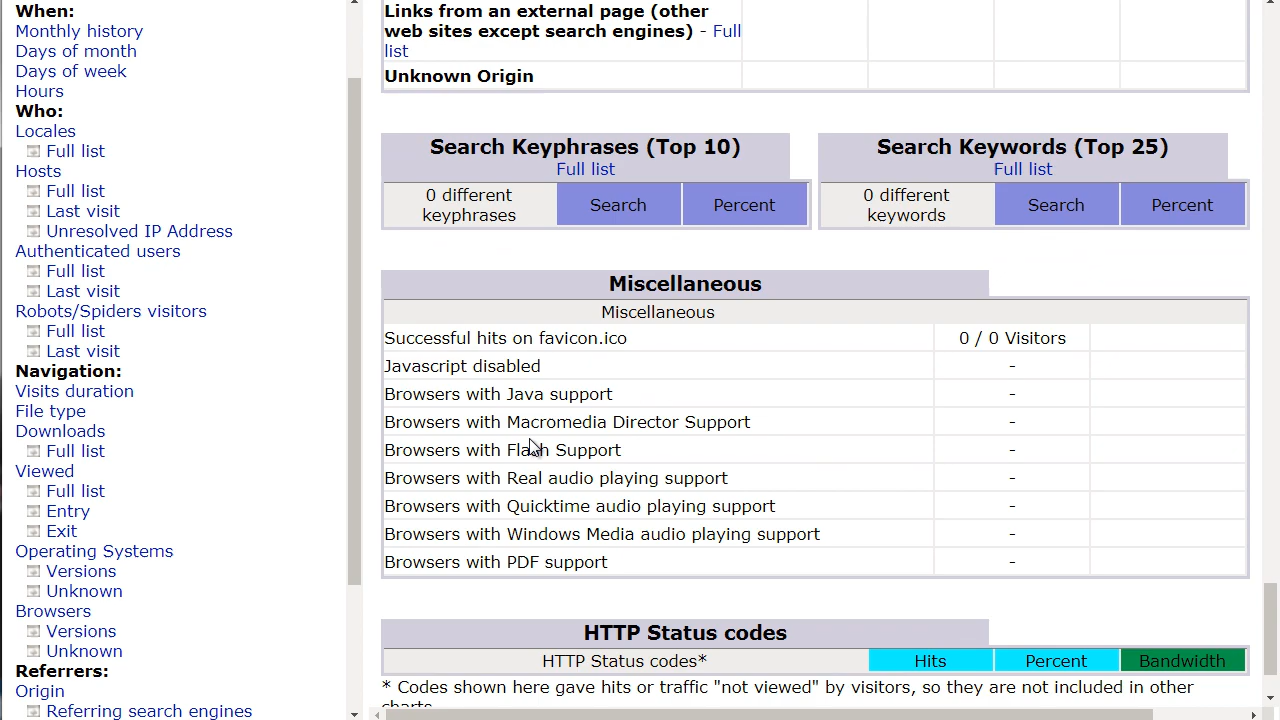 When:
Monthly history
Days of month
Days of week
Hours
Who:
Locales
Full list
Hosts
Full list
Last visit
Unresolved IP Address
Authenticated users
Full list
Last visit
Robots/Spiders visitors
Full list
Last visit
Navigation:
Visits duration
File type
Downloads
Full list
Viewed
Full list
Entry
Exit
Operating Systems
Versions
Unknown
Browsers
Versions
Unknown
Referrers:
Origin
Referring search engines
Links from an external page (other
web sites except search engines) - Full
list
Unknown Origin
Search Keyphrases (Top 10)
Full list
0 different
keyphrases
Search
Percent
Search Keywords (Top 25)
Full list
0 different
keywords
Search
Percent
Miscellaneous
Miscellaneous
Successful hits on favicon.ico 0 / 0 Visitors
Javascript disabled -
Browsers with Java support -
Browsers with Macromedia Director Support -
Browsers with Flash Support -
Browsers with Real audio playing support -
Browsers with Quicktime audio playing support -
Browsers with Windows Media audio playing support -
Browsers with PDF support -
HTTP Status codes
HTTP Status codes* Hits Percent Bandwidth
* Codes shown here gave hits or traffic "not viewed" by visitors, so they are not included in other
charts